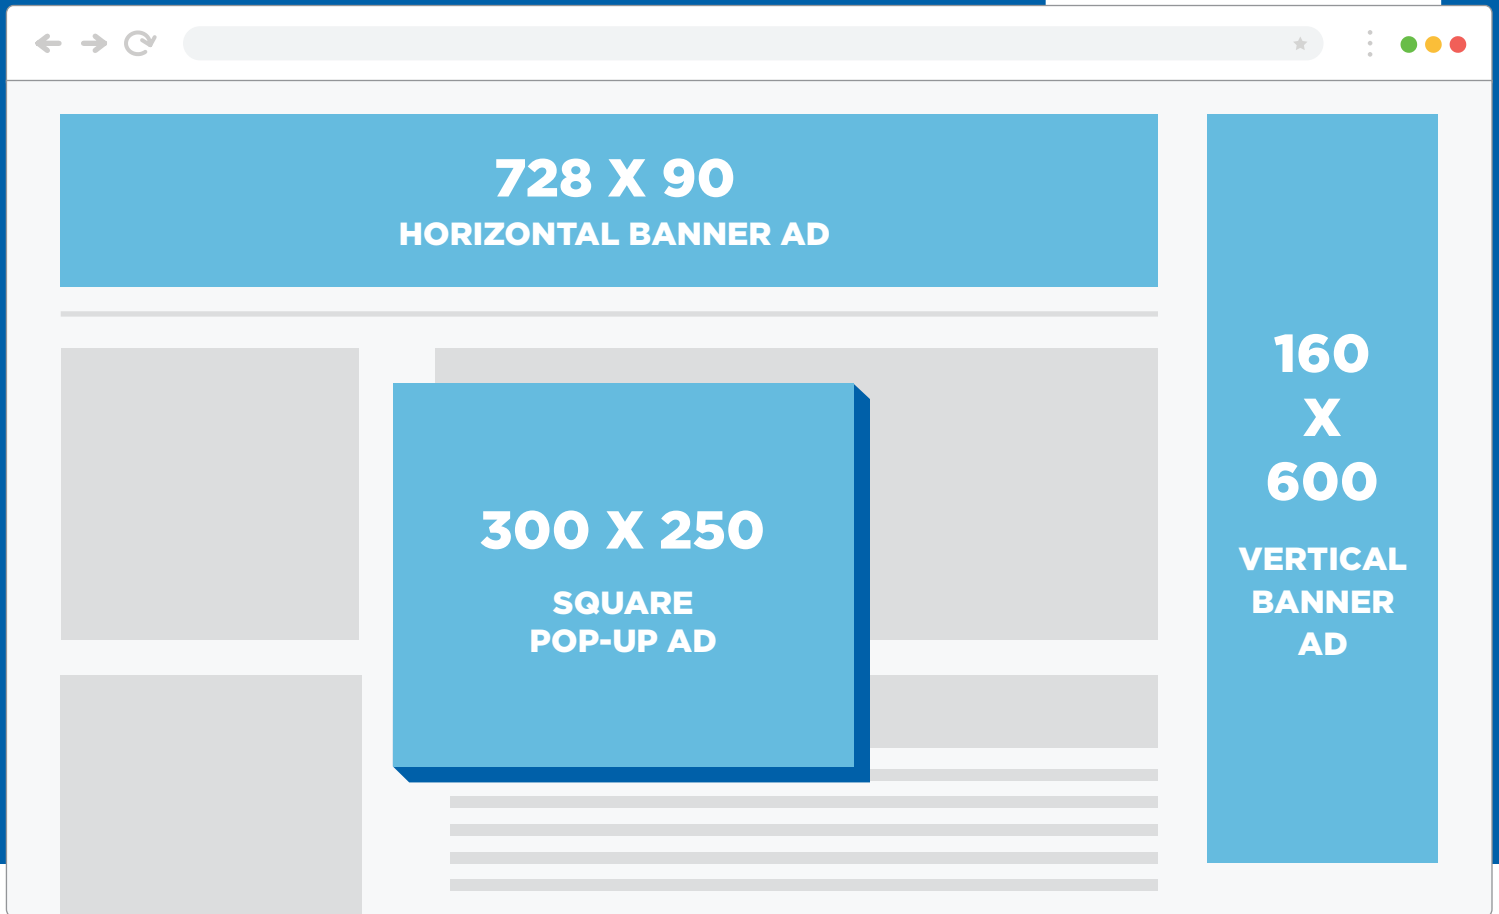 728 X 90
HORIZONTAL BANNER AD
300 X 250
SQUARE
POP-UP AD
160
X
600
VERTICAL
BANNER
AD